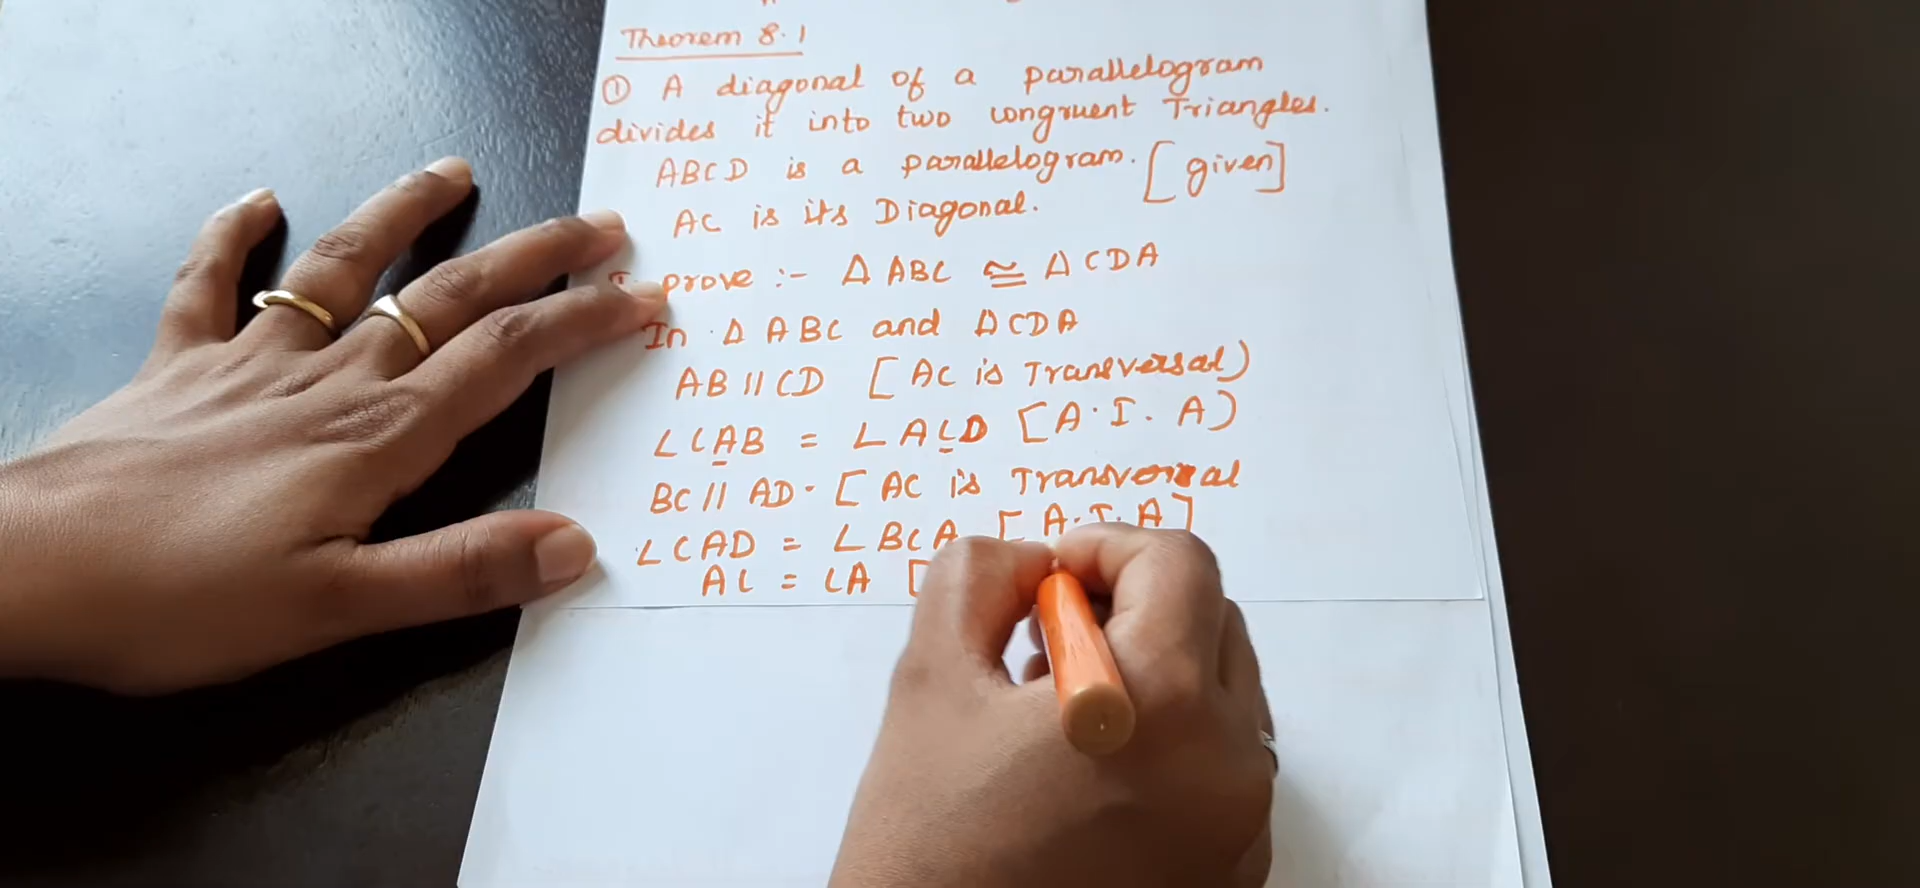 Theorem 8.1
① A diagonal of a parallelogram
divides it into two congruent Triangles.
ABCD is a parallelogram. [given]
AC is its Diagonal.
prove :- Δ ABC ≅ Δ CDA
In Δ ABC and Δ CDA
AB || CD [AC is Transversal)
∠CAB = ∠ACD [A.I.A)
BC || AD. [AC is Transversal
∠CAD = ∠BCA [A.I.A]
AC = CA [